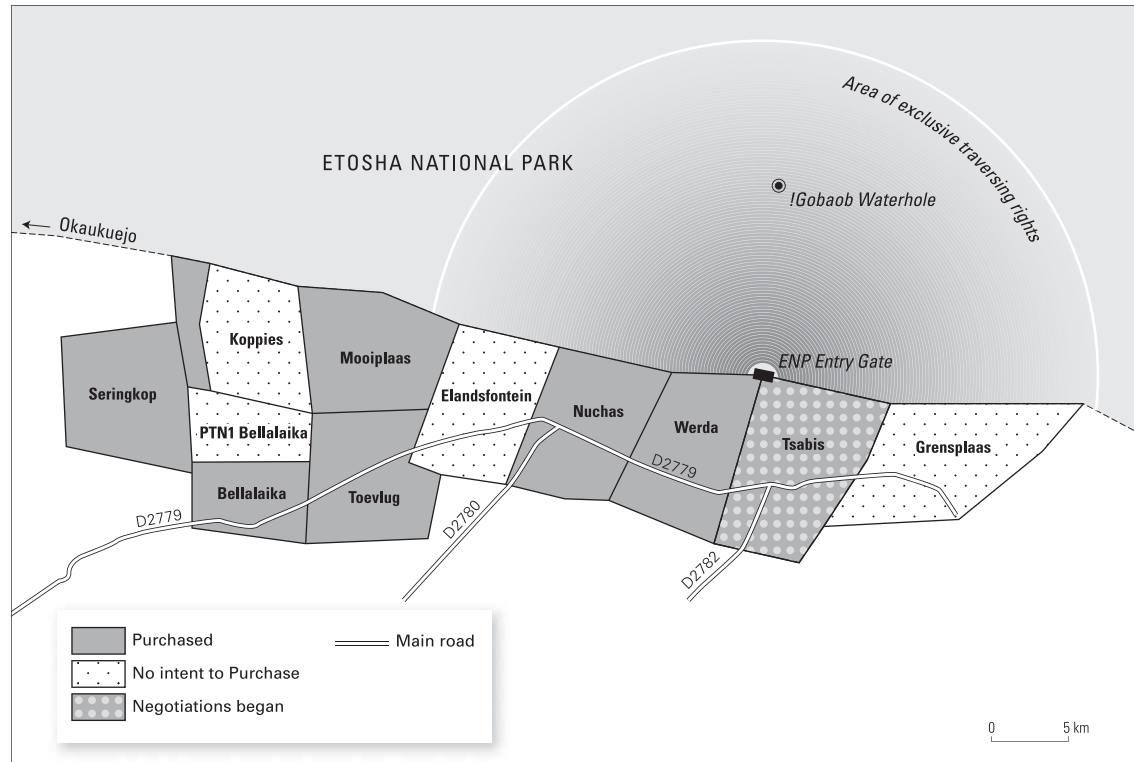 Area of exclusive traversing rights
ETOSHA NATIONAL PARK
!Gobaob Waterhole
Okaukuejo
Koppies
Mooiplaas
ENP Entry Gate
Seringkop
Elandsfontein
Nuchas
Werda
Tsabis
Grensplaas
PTN1 Bellalaika
D2779
Bellalaika
Toevlug
D2779
D2780
D2782
Purchased
Main road
No intent to Purchase
Negotiations began
0 5 km